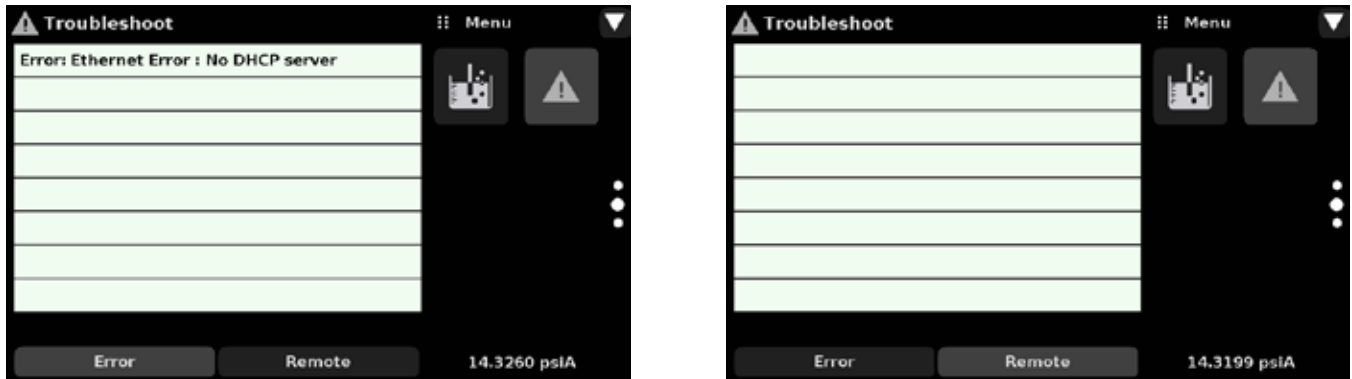 Troubleshoot
Menu
Error: Ethernet Error : No DHCP server
Error
Remote
14.3260 psiA
Troubleshoot
Menu
Error
Remote
14.3199 psiA